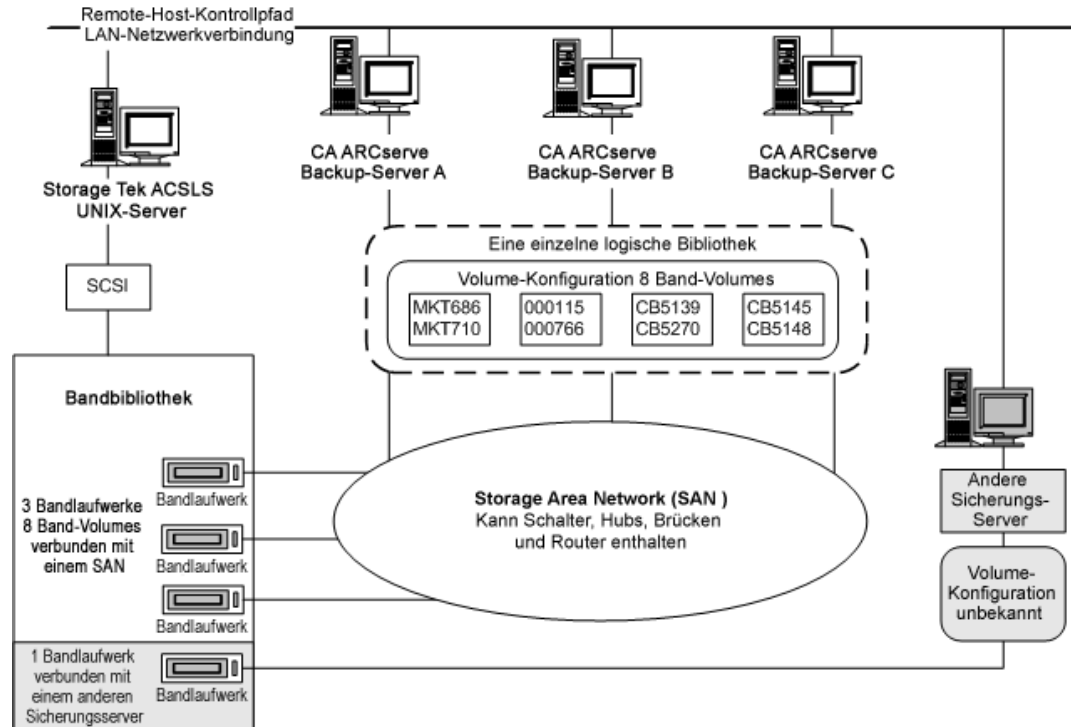 Remote-Host-Kontrollpfad
LAN-Netzwerkverbindung
Storage Tek ACSLS
UNIX-Server
CA ARCserve
Backup-Server A
CA ARCserve
Backup-Server B
CA ARCserve
Backup-Server C
SCSI
Eine einzelne logische Bibliothek
Volume-Konfiguration 8 Band-Volumes
MKT686
MKT710
000115
000766
CB5139
CB5270
CB5145
CB5148
Bandbibliothek
3 Bandlaufwerke
8 Band-Volumes
verbunden mit
einem SAN
Bandlaufwerk
Bandlaufwerk
Bandlaufwerk
1 Bandlaufwerk
verbunden mit
einem anderen
Sicherungsserver
Bandlaufwerk
Storage Area Network (SAN )
Kann Schalter, Hubs, Brücken
und Router enthalten
Andere
Sicherungs-
Server
Volume-
Konfiguration
unbekannt